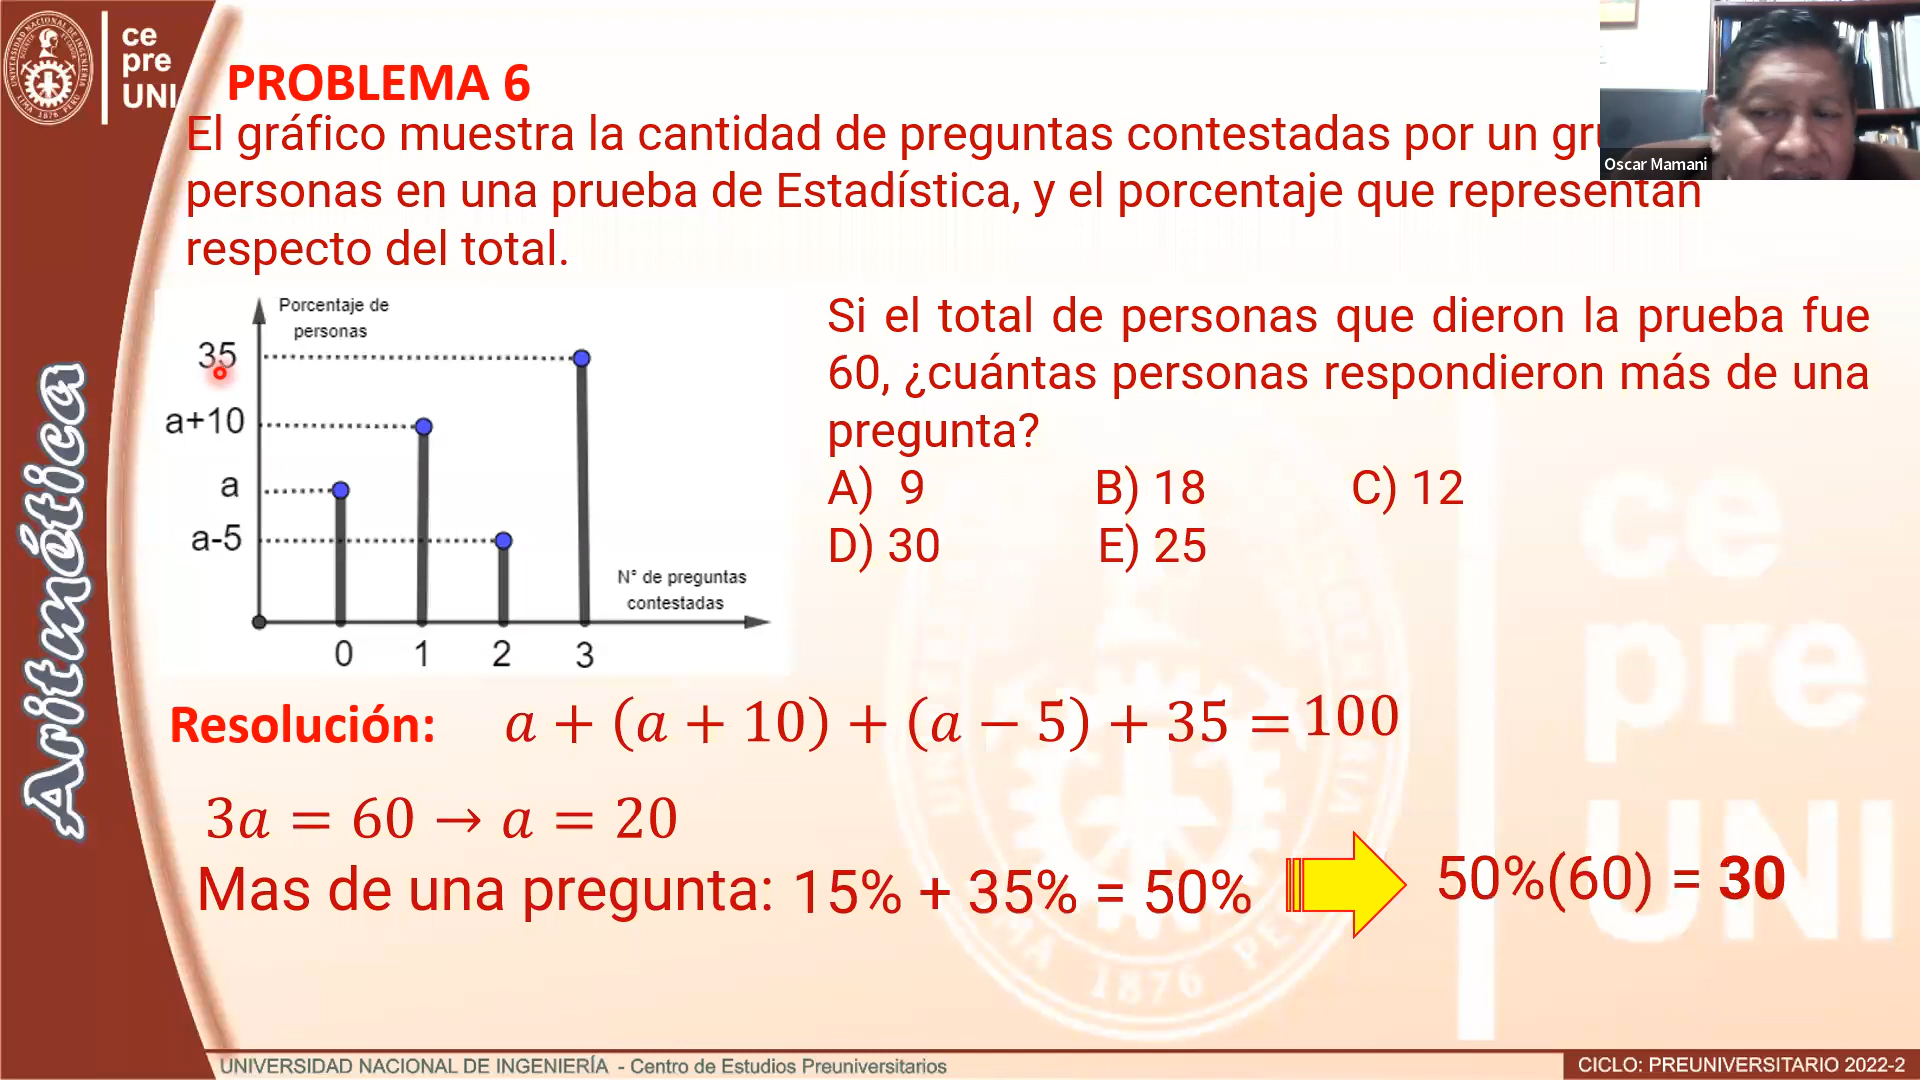 ce
pre
UNI
PROBLEMA 6
El gráfico muestra la cantidad de preguntas contestadas por un
personas en una prueba de Estadística, y el porcentaje que representan
respecto del total.
Oscar Mamani
Porcentaje de
personas
35
a+10
a
a-5
N° de preguntas
contestadas
0 1 2 3
Si el total de personas que dieron la prueba fue
60, ¿cuántas personas respondieron más de una
pregunta?
A) 9 B) 18 C) 12
D) 30 E) 25
Resolución: a + (a + 10) + (a − 5) + 35 = 100
3a = 60 → a = 20
Mas de una pregunta: 15% + 35% = 50% 50%(60) = 30
Aritmética
ce
pre
UNI
1876
UNIVERSIDAD NACIONAL DE INGENIERÍA - Centro de Estudios Preuniversitarios
CICLO: PREUNIVERSITARIO 2022-2